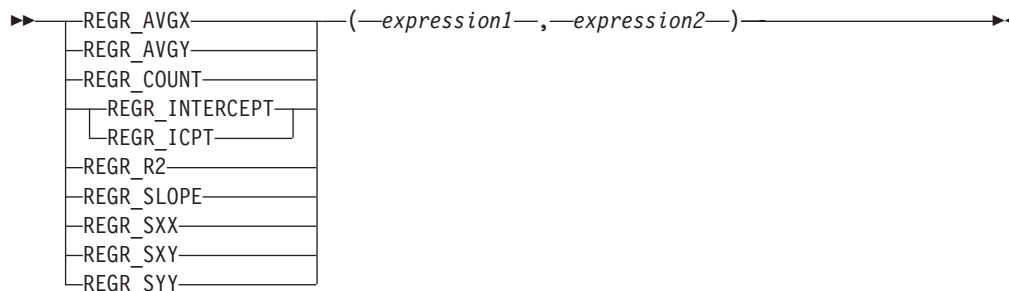 REGR_AVGX ( expression1 , expression2 )
REGR_AVGY
REGR_COUNT
REGR_INTERCEPT
REGR_ICPT
REGR_R2
REGR_SLOPE
REGR_SXX
REGR_SXY
REGR_SYY